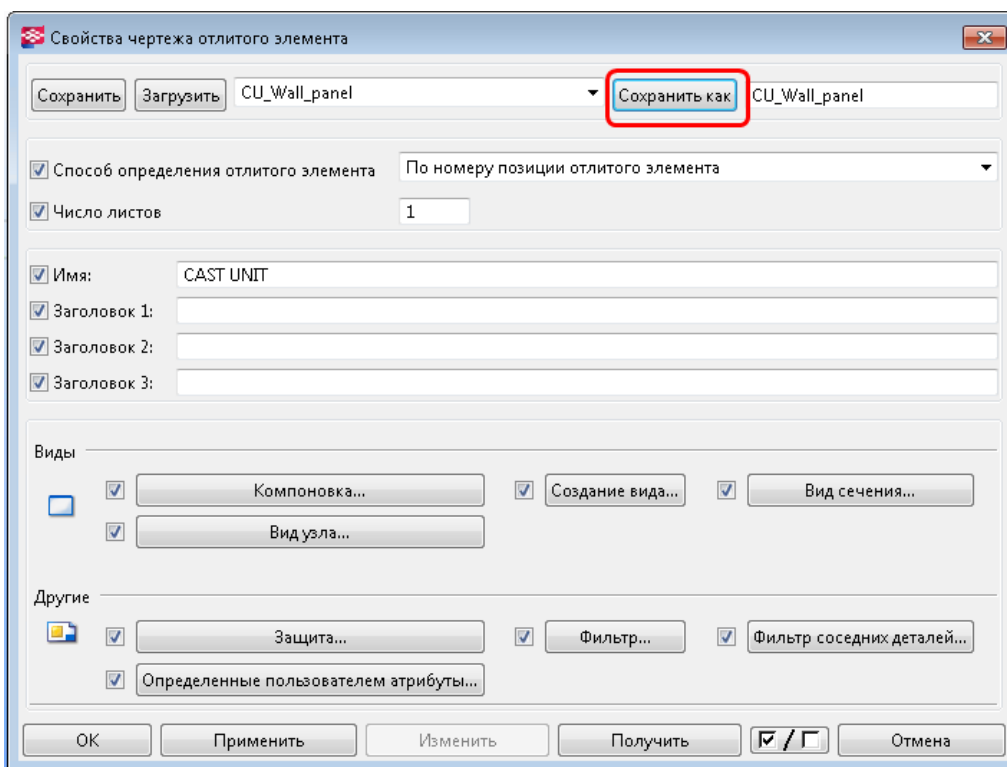 Свойства чертежа отлитого элемента
Сохранить Загрузить CU_Wall_panel Сохранить как CU_Wall_panel
Способ определения отлитого элемента По номеру позиции отлитого элемента
Число листов 1
Имя: CAST UNIT
Заголовок 1:
Заголовок 2:
Заголовок 3:
Виды
Компоновка... Создание вида... Вид сечения...
Вид узла...
Другие
Защита... Фильтр... Фильтр соседних деталей...
Определенные пользователем атрибуты...
OK Применить Изменить Получить / Отмена